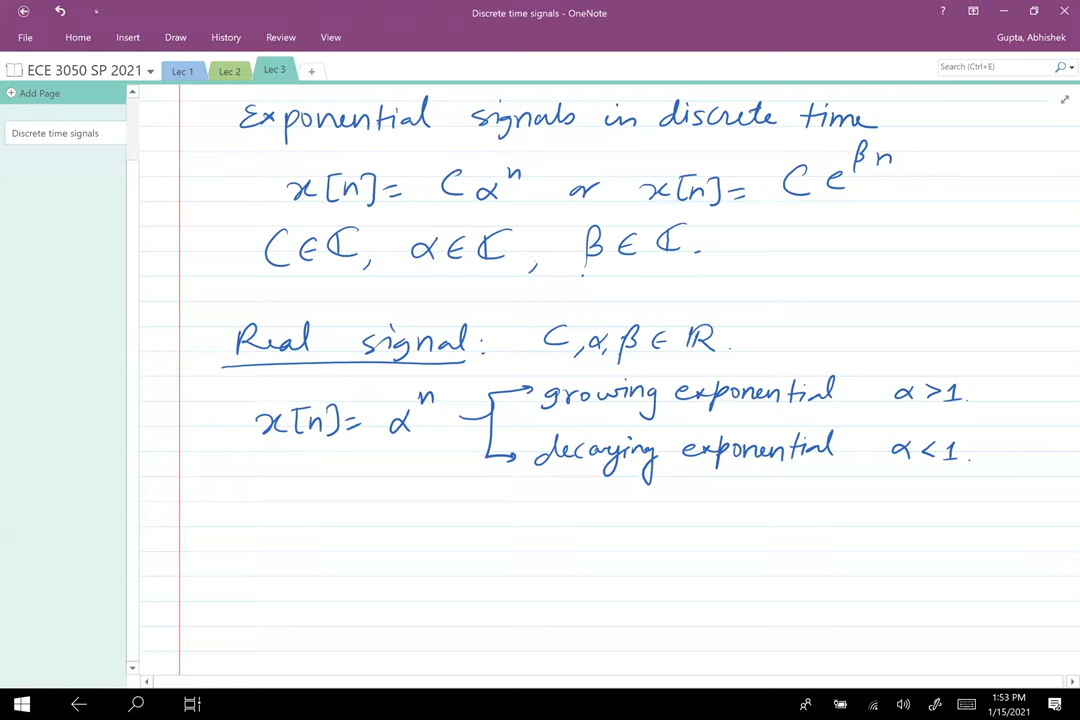 Discrete time signals - OneNote
?
File Home Insert Draw History Review View
Gupta, Abhishek
ECE 3050 SP 2021 Lec 1 Lec 2 Lec 3 +
Search (Ctrl+E)
Add Page
Discrete time signals
Exponential signals in discrete time
x[n] = C α^n or x[n] = C e^{βn}
C ∈ ℂ, α ∈ ℂ, β ∈ ℂ.
Real signal: C, α, β ∈ ℝ.
growing exponential α > 1.
x[n] = α^n
decaying exponential α < 1.
1:53 PM
1/15/2021